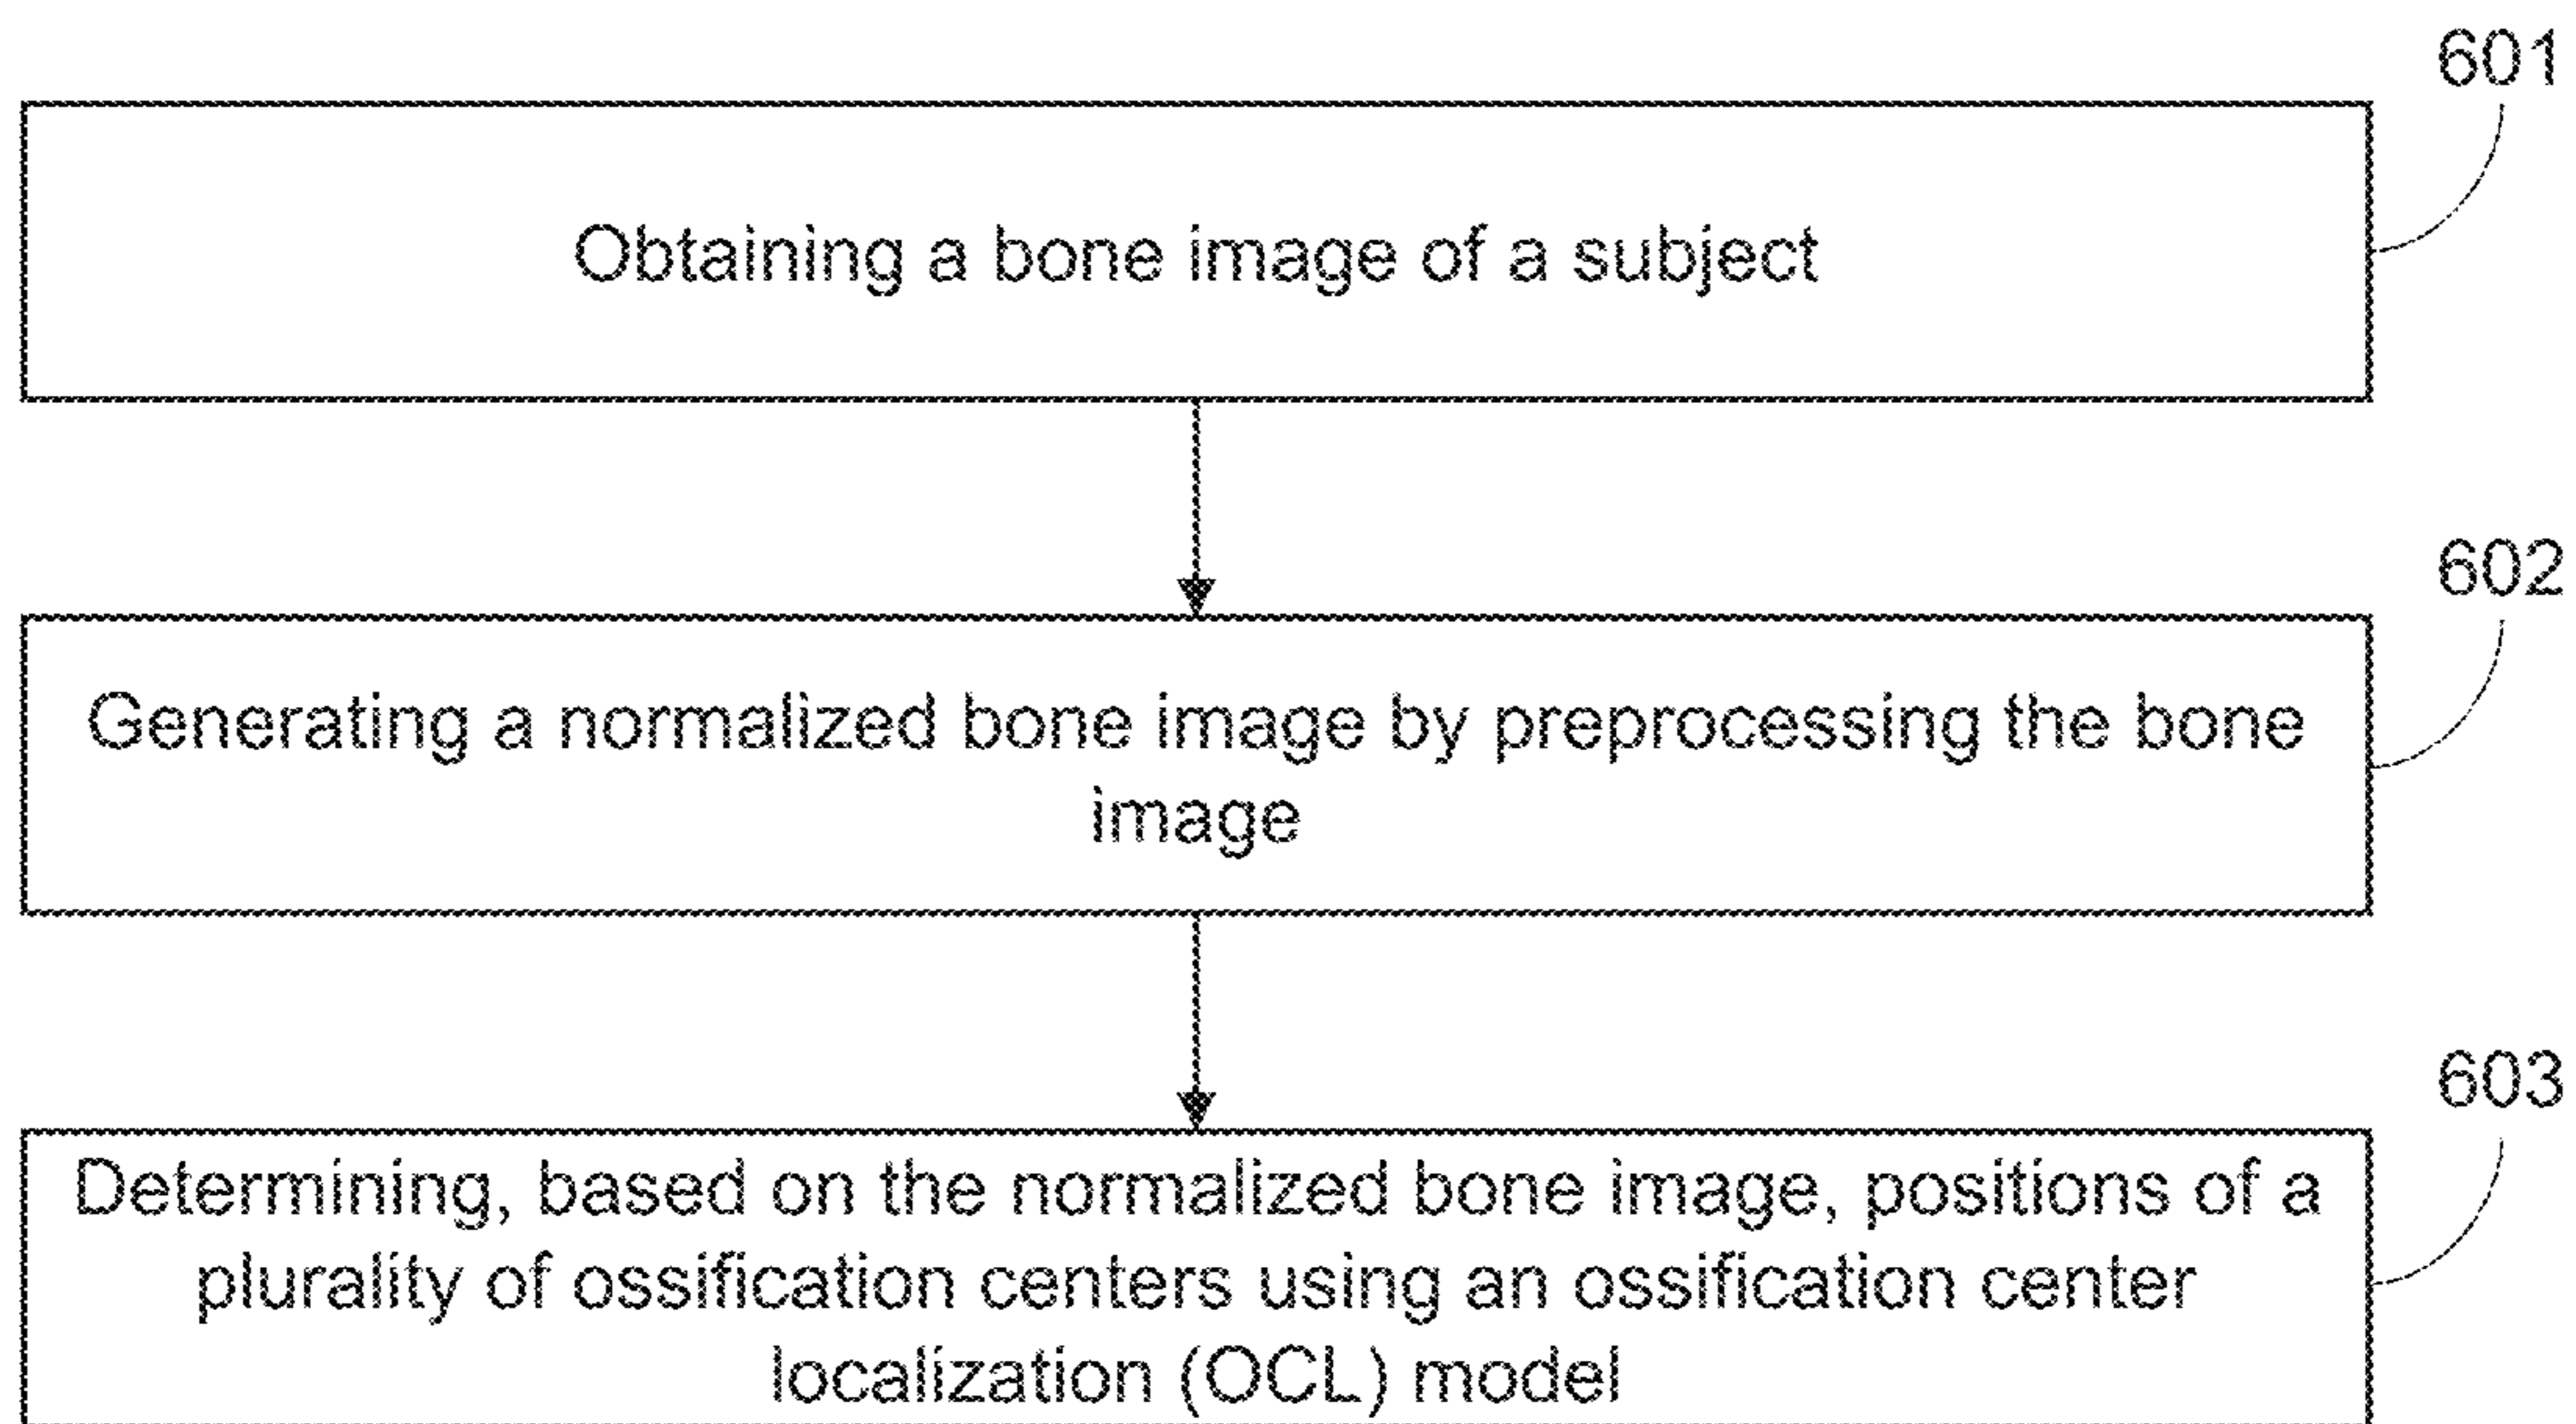 601
Obtaining a bone image of a subject
602
Generating a normalized bone image by preprocessing the bone
image
603
Determining, based on the normalized bone image, positions of a
plurality of ossification centers using an ossification center
localization (OCL) model